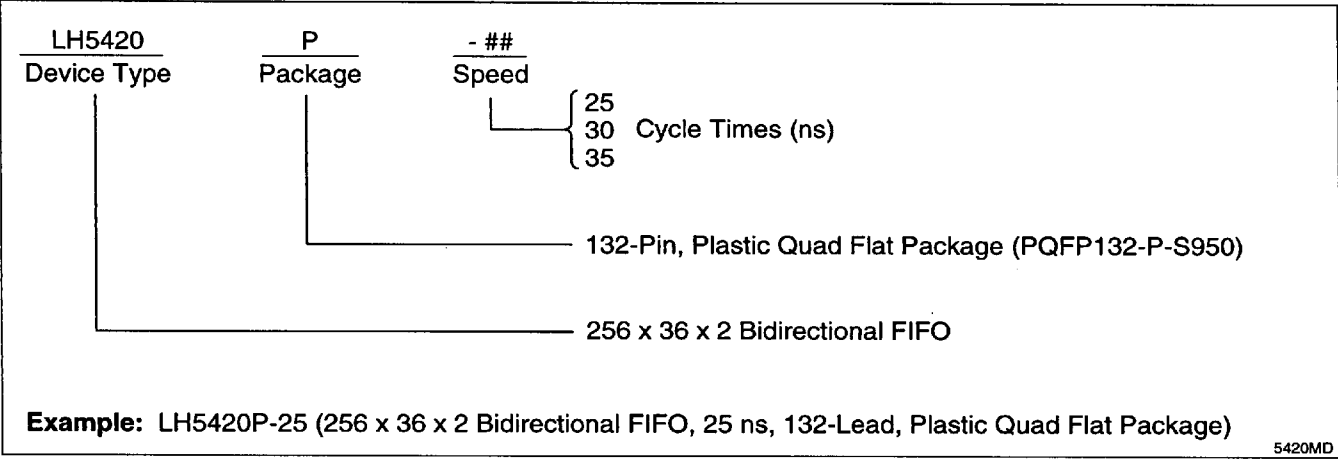 LH5420 P - ##
Device Type Package Speed
25
30 Cycle Times (ns)
35
132-Pin, Plastic Quad Flat Package (PQFP132-P-S950)
256 x 36 x 2 Bidirectional FIFO
Example: LH5420P-25 (256 x 36 x 2 Bidirectional FIFO, 25 ns, 132-Lead, Plastic Quad Flat Package)
5420MD